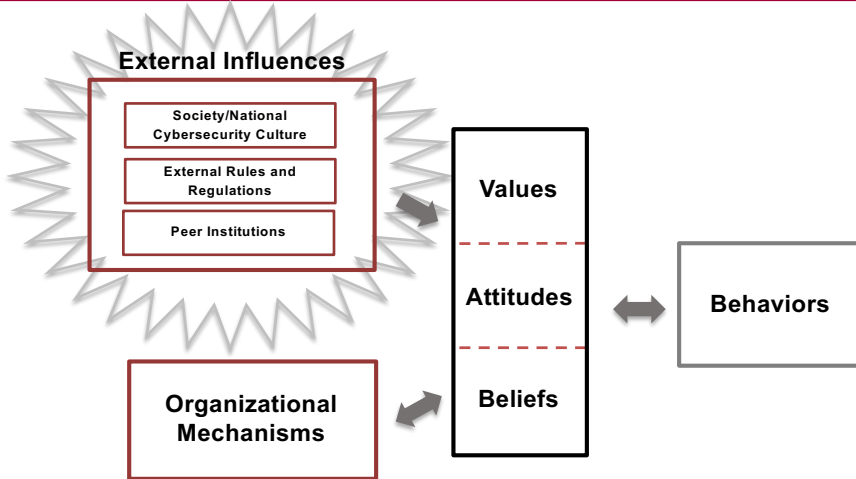 External Influences
Society/National
Cybersecurity Culture
External Rules and
Regulations
Peer Institutions
Values
Attitudes
Beliefs
Behaviors
Organizational
Mechanisms